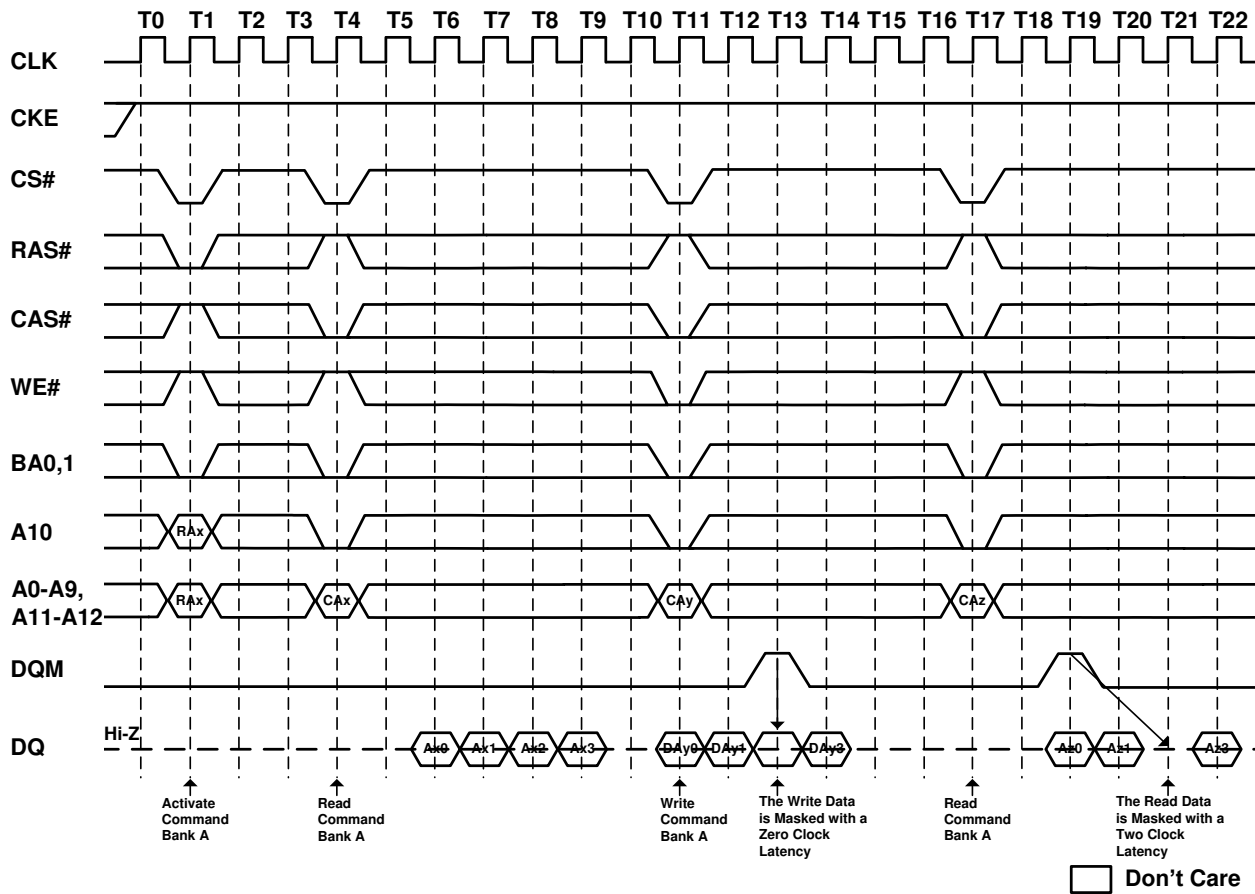 T0 T1 T2 T3 T4 T5 T6 T7 T8 T9 T10 T11 T12 T13 T14 T15 T16 T17 T18 T19 T20 T21 T22
CLK
CKE
CS#
RAS#
CAS#
WE#
BA0,1
A10
RAx
A0-A9,
A11-A12
RAx CAx CAy CAz
DQM
DQ
Hi-Z
Ax0 Ax1 Ax2 Ax3 DAy0 DAy1 DAy3 Az0 Az1 Az3
Activate
Command
Bank A
Read
Command
Bank A
Write
Command
Bank A
The Write Data
is Masked with a
Zero Clock
Latency
Read
Command
Bank A
The Read Data
is Masked with a
Two Clock
Latency
Don't Care